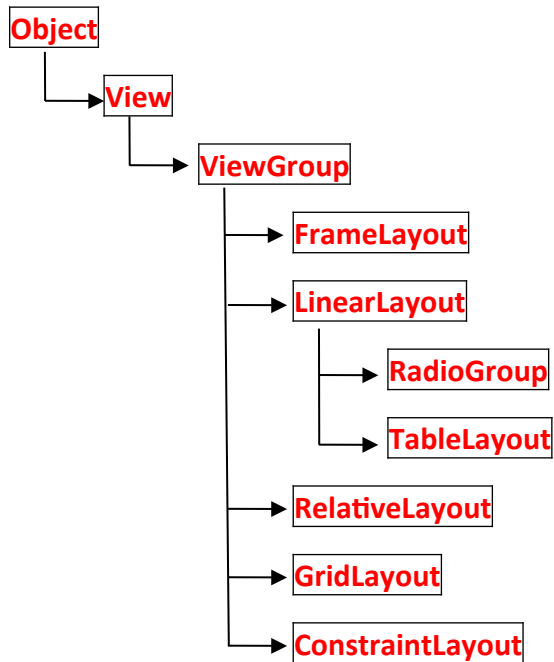 Object
View
ViewGroup
FrameLayout
LinearLayout
RadioGroup
TableLayout
RelativeLayout
GridLayout
ConstraintLayout